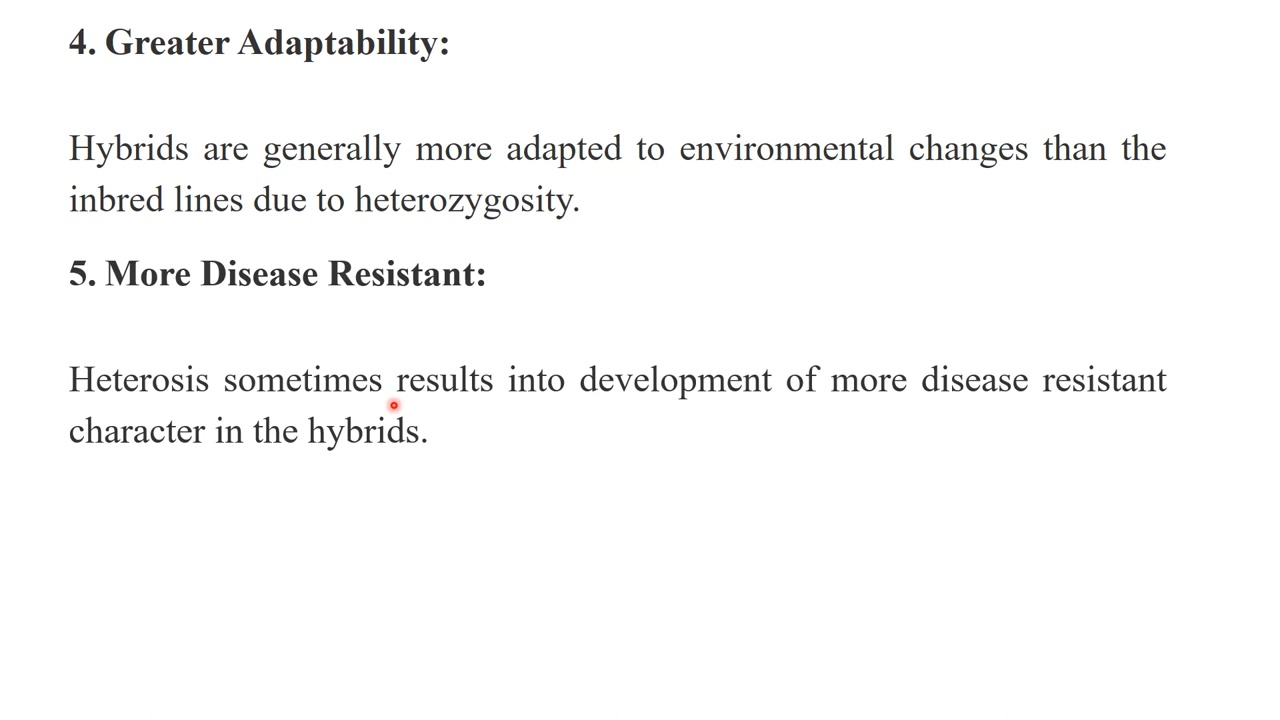 4. Greater Adaptability:
Hybrids are generally more adapted to environmental changes than the
inbred lines due to heterozygosity.
5. More Disease Resistant:
Heterosis sometimes results into development of more disease resistant
character in the hybrids.